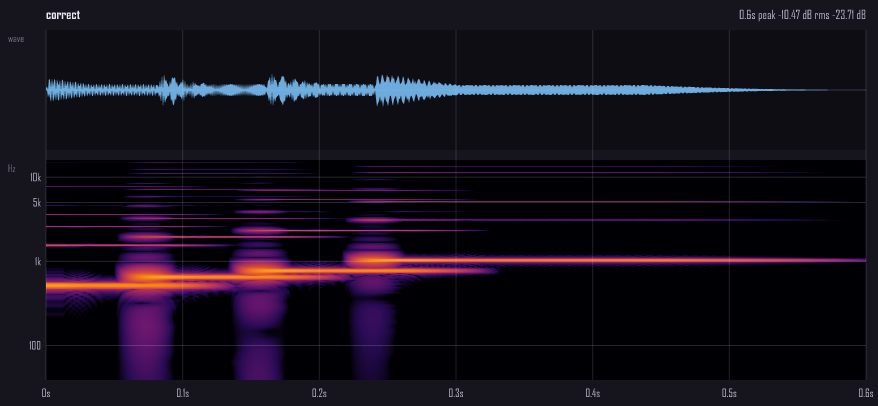 correct
0.6s peak -10.47 dB rms -23.71 dB
wave
Hz
10k
5k
1k
100
0s 0.1s 0.2s 0.3s 0.4s 0.5s 0.6s